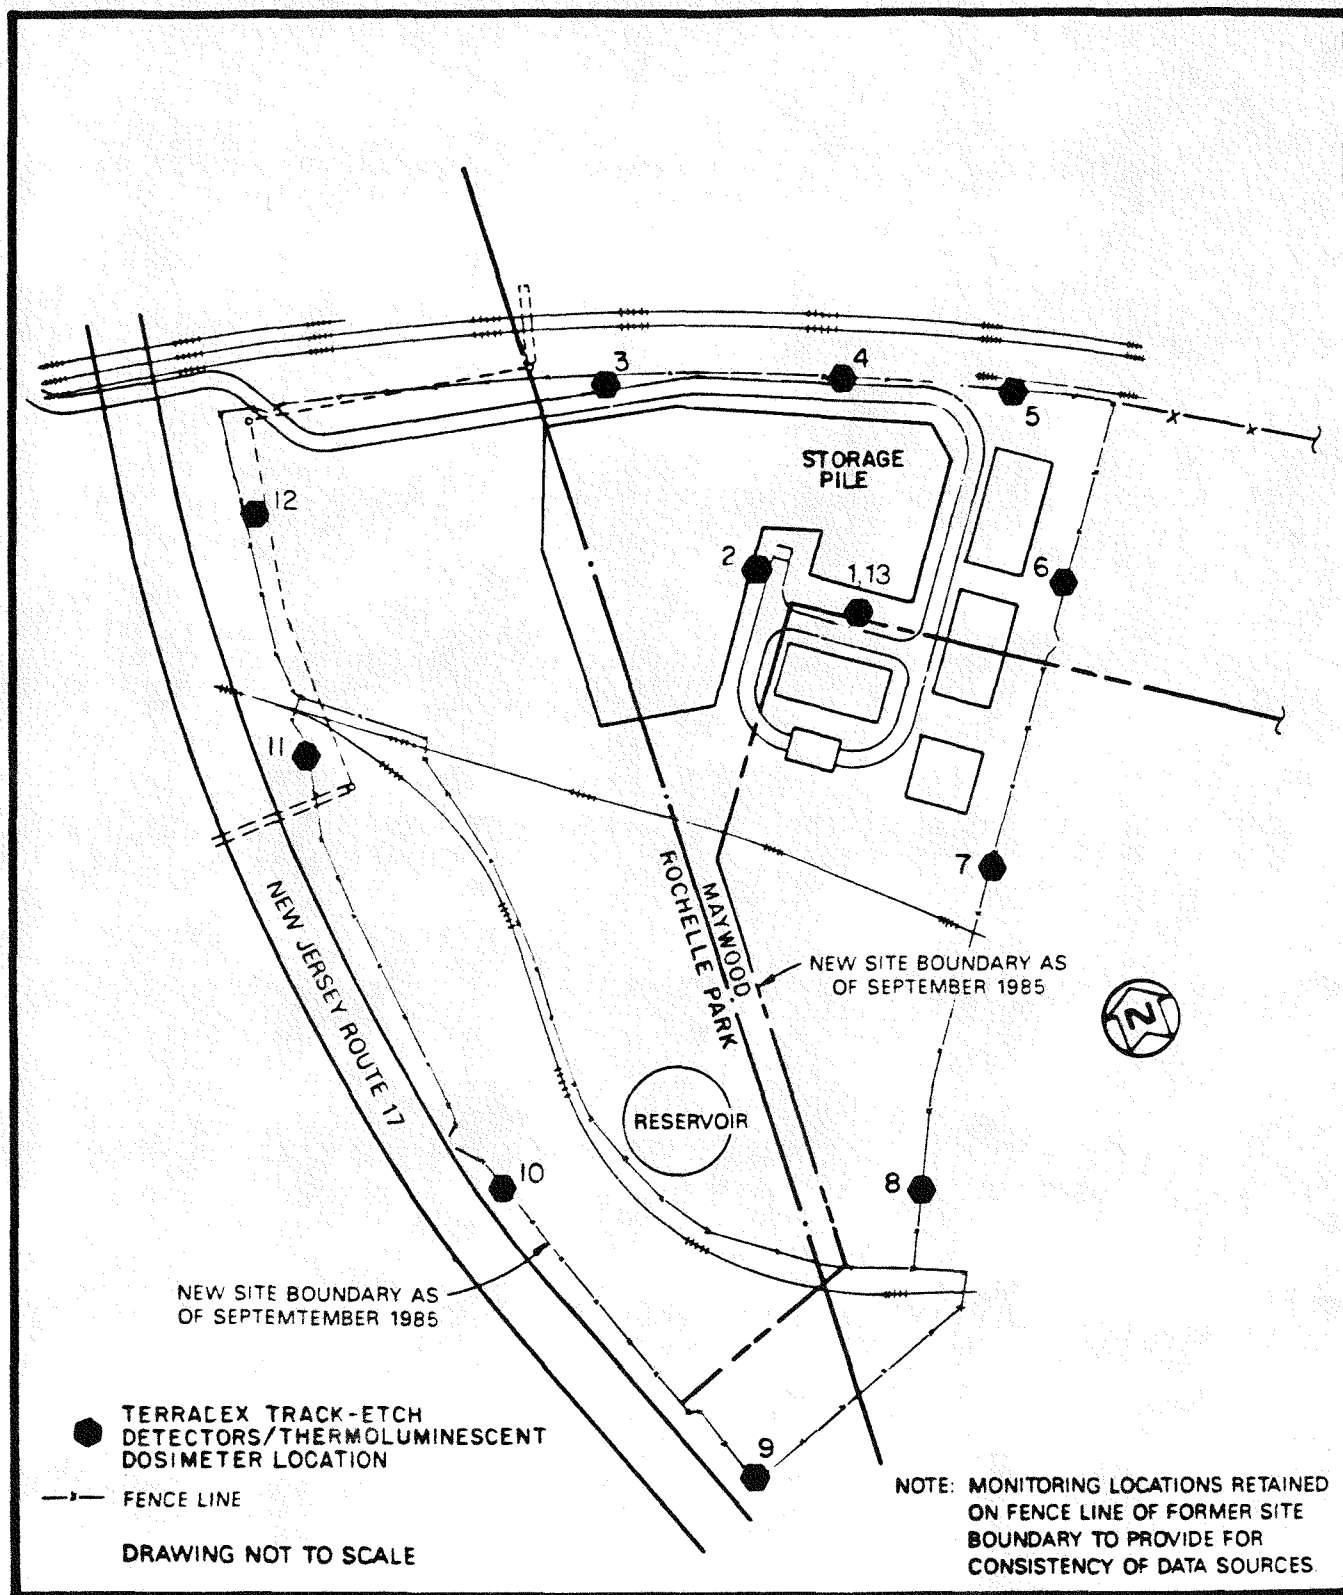 3
4
5
STORAGE
PILE
12
2
1,13
6
11
7
ROCHELLE PARK
MAYWOOD
NEW JERSEY ROUTE 17
NEW SITE BOUNDARY AS
OF SEPTEMBER 1985
N
RESERVOIR
10
8
NEW SITE BOUNDARY AS
OF SEPTEMTEMBER 1985
9
TERRALEX TRACK-ETCH
DETECTORS/THERMOLUMINESCENT
DOSIMETER LOCATION
FENCE LINE
DRAWING NOT TO SCALE
NOTE: MONITORING LOCATIONS RETAINED
ON FENCE LINE OF FORMER SITE
BOUNDARY TO PROVIDE FOR
CONSISTENCY OF DATA SOURCES.